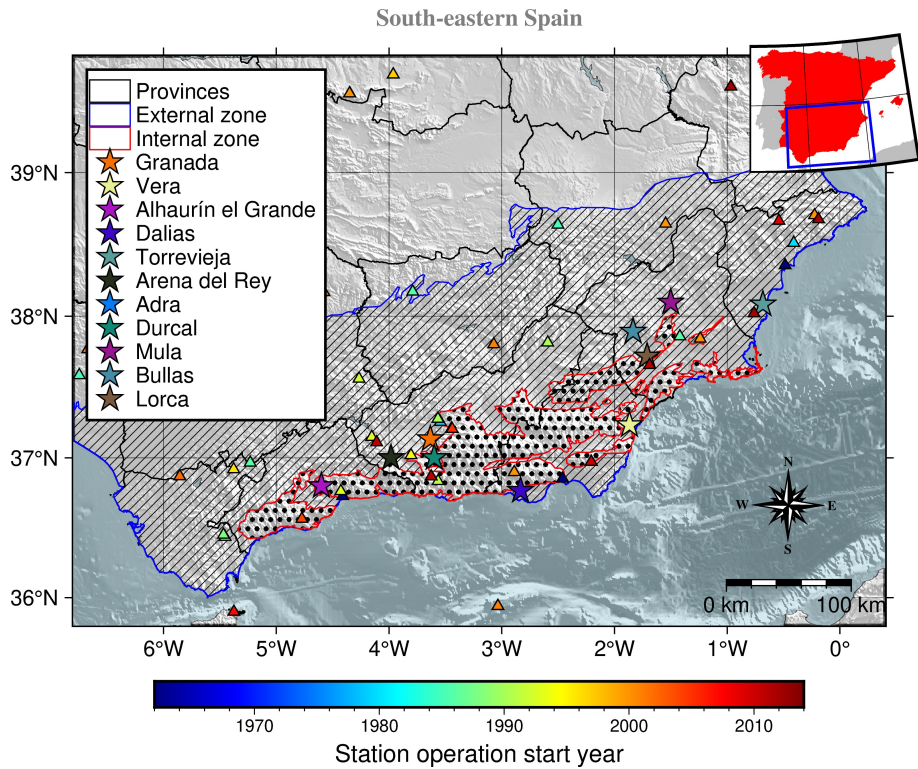 South-eastern Spain
Provinces
External zone
Internal zone
Granada
Vera
Alhaurín el Grande
Dalias
Torrevieja
Arena del Rey
Adra
Durcal
Mula
Bullas
Lorca
39°N
38°N
37°N
36°N
N
W
E
S
0 km
100 km
6°W
5°W
4°W
3°W
2°W
1°W
0°
1970
1980
1990
2000
2010
Station operation start year